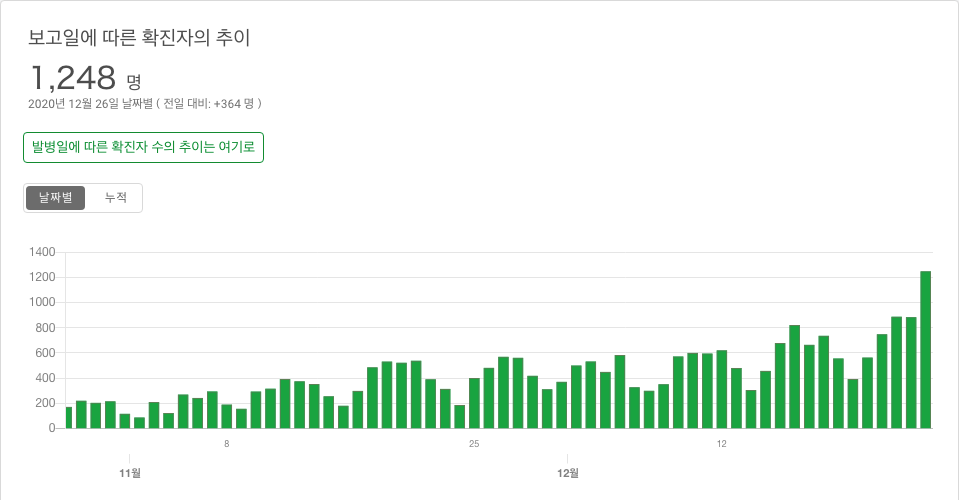 보고일에 따른 확진자의 추이
1,248 명
2020년 12월 26일 날짜별 ( 전일 대비: +364 명 )
발병일에 따른 확진자 수의 추이는 여기로
날짜별 누적
1400
1200
1000
800
600
400
200
0
8 25 12
11월 12월